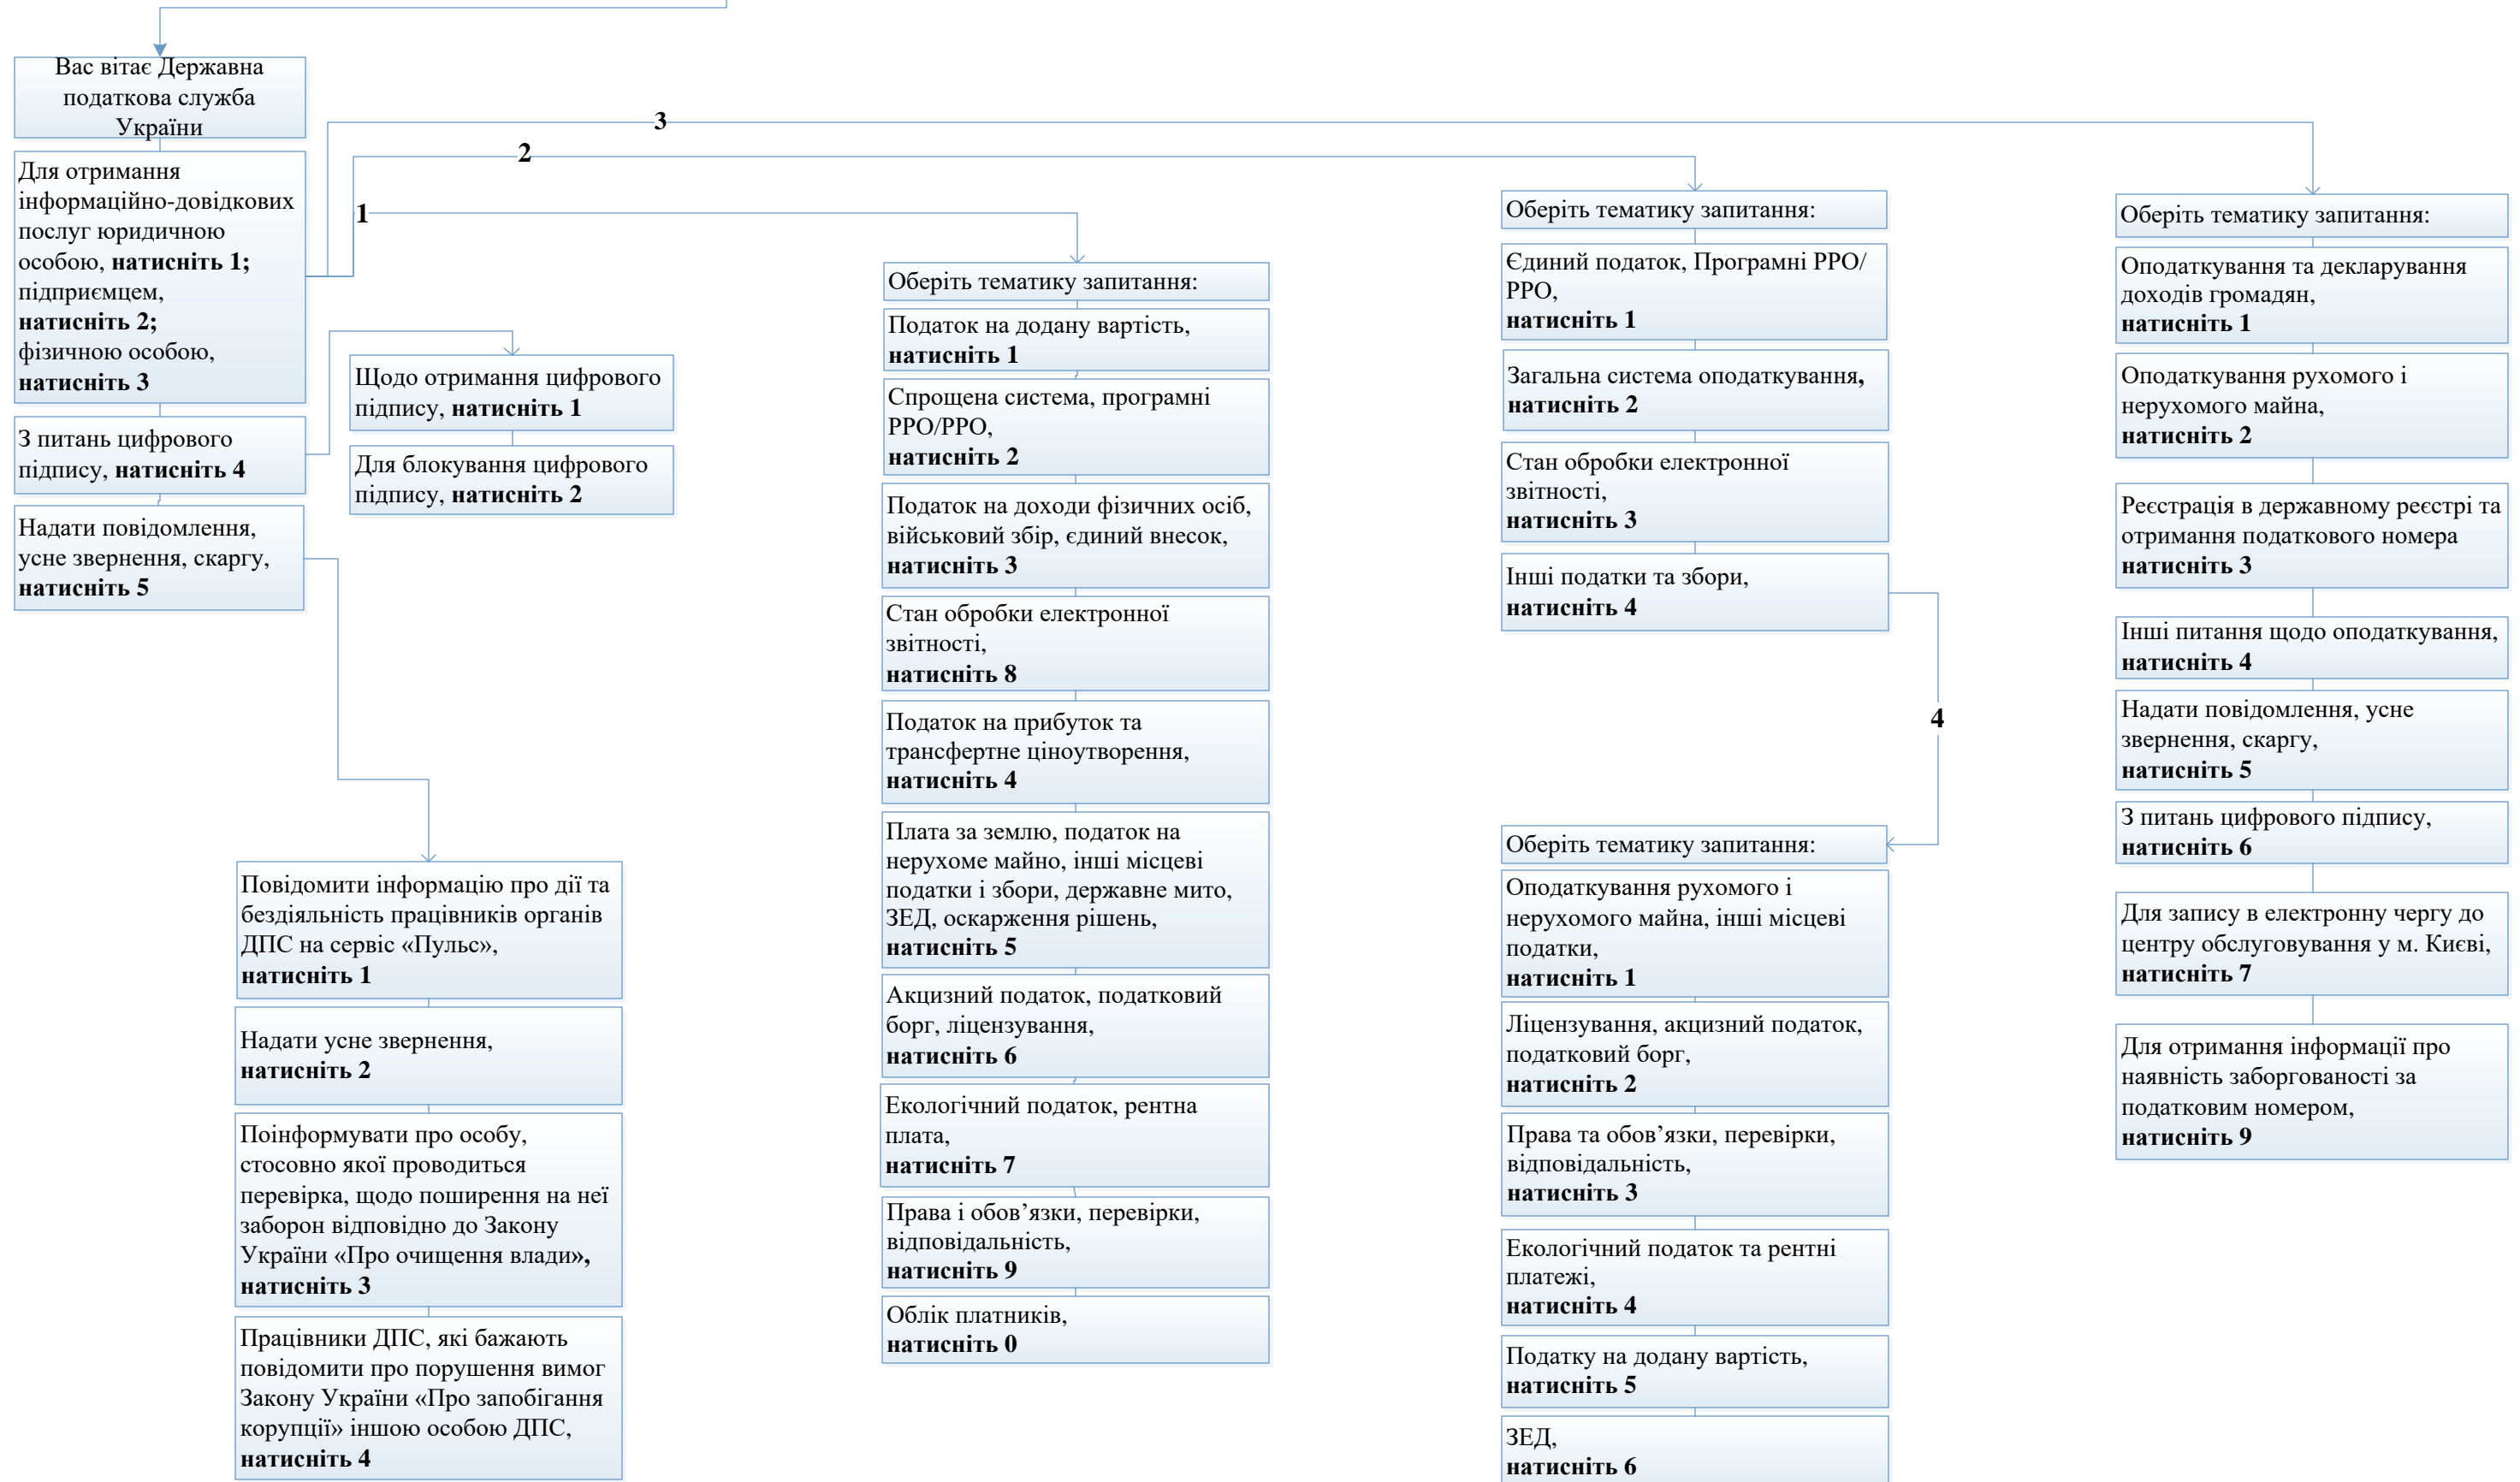 Вас вітає Державна
податкова служба
України
Для отримання
інформаційно-довідкових
послуг юридичною
особою, натисніть 1;
підприємцем,
натисніть 2;
фізичною особою,
натисніть 3
З питань цифрового
підпису, натисніть 4
Надати повідомлення,
усне звернення, скаргу,
натисніть 5
3
2
1
Щодо отримання цифрового
підпису, натисніть 1
Для блокування цифрового
підпису, натисніть 2
Повідомити інформацію про дії та
бездіяльність працівників органів
ДПС на сервіс «Пульс»,
натисніть 1
Надати усне звернення,
натисніть 2
Поінформувати про особу,
стосовно якої проводиться
перевірка, щодо поширення на неї
заборон відповідно до Закону
України «Про очищення влади»,
натисніть 3
Працівники ДПС, які бажають
повідомити про порушення вимог
Закону України «Про запобігання
корупції» іншою особою ДПС,
натисніть 4
Оберіть тематику запитання:
Податок на додану вартість,
натисніть 1
Спрощена система, програмні
РРО/РРО,
натисніть 2
Податок на доходи фізичних осіб,
військовий збір, єдиний внесок,
натисніть 3
Стан обробки електронної
звітності,
натисніть 8
Податок на прибуток та
трансфертне ціноутворення,
натисніть 4
Плата за землю, податок на
нерухоме майно, інші місцеві
податки і збори, державне мито,
ЗЕД, оскарження рішень,
натисніть 5
Акцизний податок, податковий
борг, ліцензування,
натисніть 6
Екологічний податок, рентна
плата,
натисніть 7
Права і обов’язки, перевірки,
відповідальність,
натисніть 9
Облік платників,
натисніть 0
Оберіть тематику запитання:
Єдиний податок, Програмні РРО/
РРО,
натисніть 1
Загальна система оподаткування,
натисніть 2
Стан обробки електронної
звітності,
натисніть 3
Інші податки та збори,
натисніть 4
4
Оберіть тематику запитання:
Оподаткування рухомого і
нерухомого майна, інші місцеві
податки,
натисніть 1
Ліцензування, акцизний податок,
податковий борг,
натисніть 2
Права та обов’язки, перевірки,
відповідальність,
натисніть 3
Екологічний податок та рентні
платежі,
натисніть 4
Податку на додану вартість,
натисніть 5
ЗЕД,
натисніть 6
Оберіть тематику запитання:
Оподаткування та декларування
доходів громадян,
натисніть 1
Оподаткування рухомого і
нерухомого майна,
натисніть 2
Реєстрація в державному реєстрі та
отримання податкового номера
натисніть 3
Інші питання щодо оподаткування,
натисніть 4
Надати повідомлення, усне
звернення, скаргу,
натисніть 5
З питань цифрового підпису,
натисніть 6
Для запису в електронну чергу до
центру обслуговування у м. Києві,
натисніть 7
Для отримання інформації про
наявність заборгованості за
податковим номером,
натисніть 9